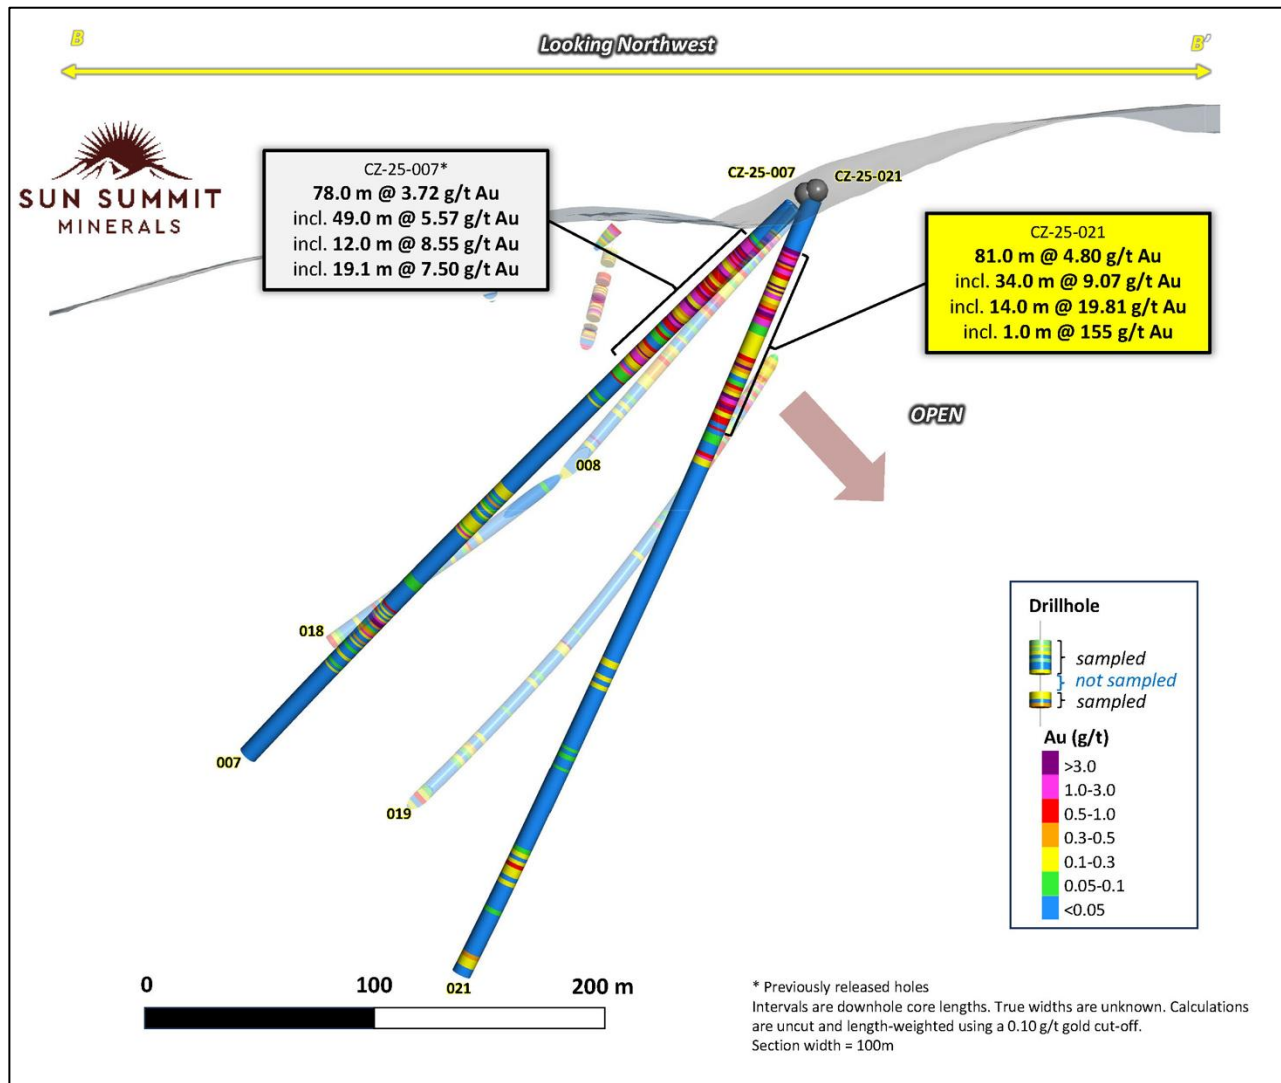 B
Looking Northwest
B'
SUN SUMMIT
MINERALS
CZ-25-007*
78.0 m @ 3.72 g/t Au
incl. 49.0 m @ 5.57 g/t Au
incl. 12.0 m @ 8.55 g/t Au
incl. 19.1 m @ 7.50 g/t Au
CZ-25-007
CZ-25-021
CZ-25-021
81.0 m @ 4.80 g/t Au
incl. 34.0 m @ 9.07 g/t Au
incl. 14.0 m @ 19.81 g/t Au
incl. 1.0 m @ 155 g/t Au
OPEN
008
018
007
019
021
Drillhole
sampled
not sampled
sampled
Au (g/t)
>3.0
1.0-3.0
0.5-1.0
0.3-0.5
0.1-0.3
0.05-0.1
<0.05
0 100 200 m
* Previously released holes
Intervals are downhole core lengths. True widths are unknown. Calculations
are uncut and length-weighted using a 0.10 g/t gold cut-off.
Section width = 100m